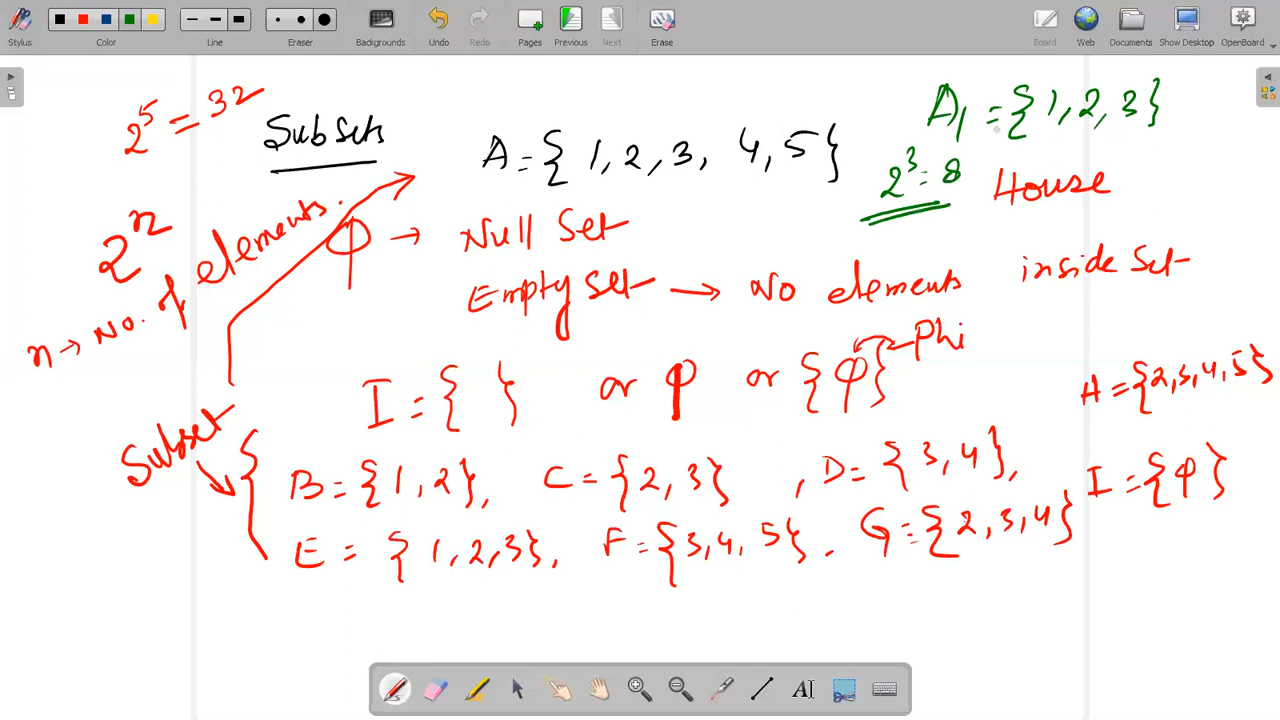 Stylus
Color
Line
Eraser
Backgrounds
Undo
Redo
Pages
Previous
Next
Erase
Board
Web
Documents
Show Desktop
OpenBoard
2⁵ = 32
Subsets
A = { 1, 2, 3, 4, 5}
A₁ = {1, 2, 3}
2³ = 8
House
2ⁿ
n → No. of elements.
φ → Null Set
Empty Set → No elements inside Set
I = { } or φ or {φ} ← Phi
A = {2,3,4,5}
Subset
B = {1, 2}, C = {2, 3}, D = {3, 4},
I = {φ}
E = {1, 2, 3}, F = {3, 4, 5}, G = {2, 3, 4}